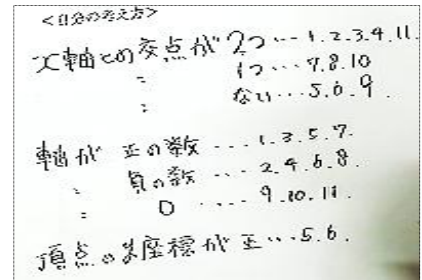 <自分の考え方>
x軸との交点が2つ…1.2.3.4.11.
〃 1つ…7.8.10
〃 ない…5.6.9
軸が 正の数…1.3.5.7.
〃 負の数…2.4.6.8.
〃 0 …9.10.11.
頂点のy座標が正…5.6.